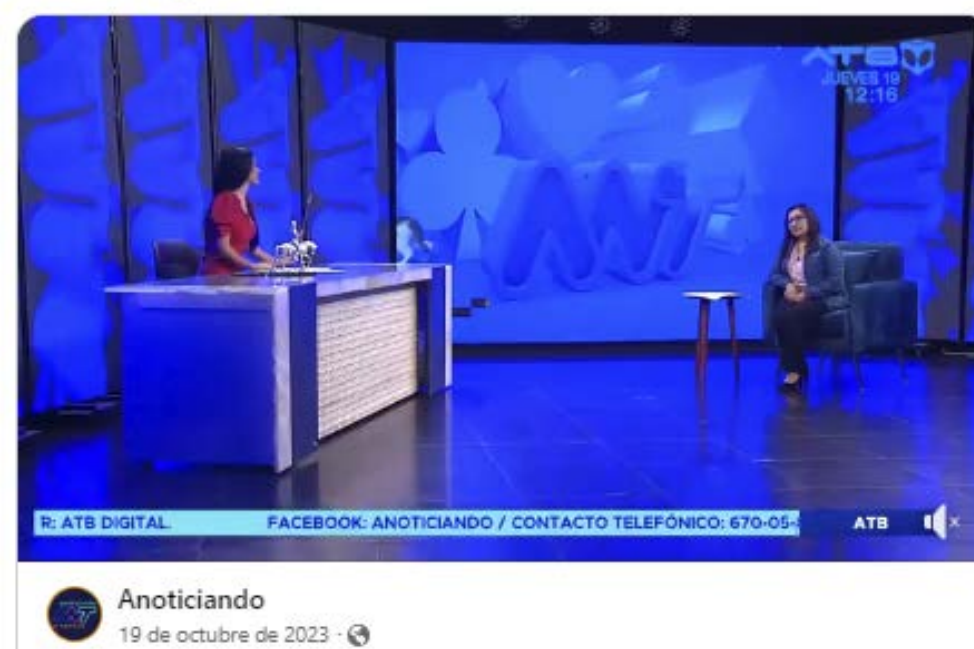 ATB
JUEVES 19
12:16
R: ATB DIGITAL. FACEBOOK: ANOTICIANDO / CONTACTO TELEFÓNICO: 670-05-
ATB
Anoticiando
19 de octubre de 2023 ·